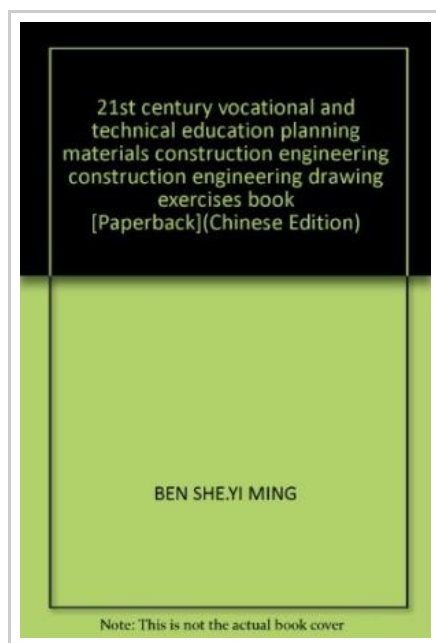 21st century vocational and
technical education planning
materials construction engineering
construction engineering drawing
exercises book
[Paperback](Chinese Edition)
BEN SHE.YI MING
Note: This is not the actual book cover